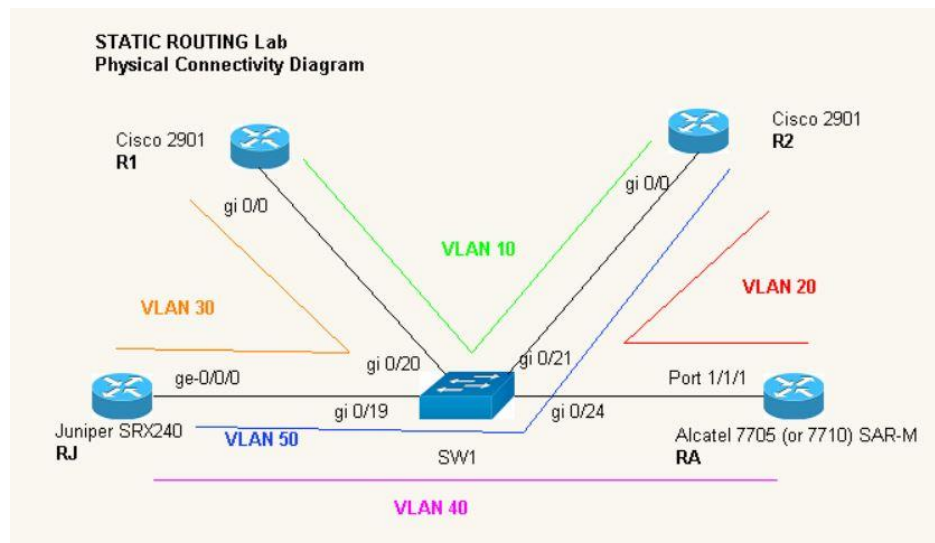 STATIC ROUTING Lab
Physical Connectivity Diagram
Cisco 2901
R1
Cisco 2901
R2
gi 0/0
gi 0/0
VLAN 10
VLAN 20
VLAN 30
gi 0/20
gi 0/21
ge-0/0/0
Port 1/1/1
gi 0/19
gi 0/24
Juniper SRX240
RJ
VLAN 50
SW1
Alcatel 7705 (or 7710) SAR-M
RA
VLAN 40